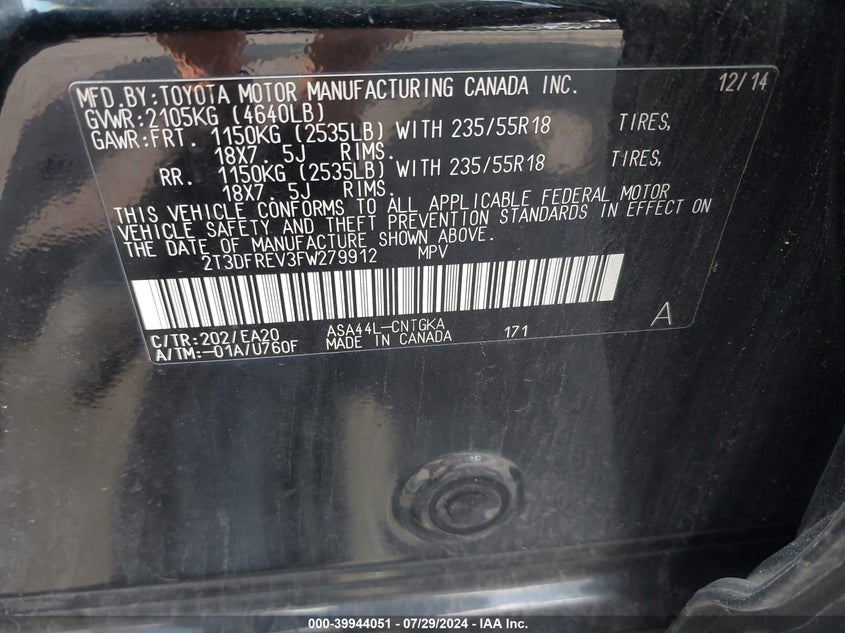 MFD.BY:TOYOTA MOTOR MANUFACTURING CANADA INC. 12/14
GVWR:2105KG (4640LB)
GAWR:FRT. 1150KG (2535LB) WITH 235/55R18 TIRES,
18X7.5J RIMS.
RR. 1150KG (2535LB) WITH 235/55R18 TIRES,
18X7.5J RIMS.
THIS VEHICLE CONFORMS TO ALL APPLICABLE FEDERAL MOTOR
VEHICLE SAFETY AND THEFT PREVENTION STANDARDS IN EFFECT ON
THE DATE OF MANUFACTURE SHOWN ABOVE.
2T3DFREV3FW279912 MPV
C/TR:202/EA20 ASA44L-CNTGKA A
A/TM:-01A/U760F MADE IN CANADA 171
000-39944051 - 07/29/2024 - IAA Inc.